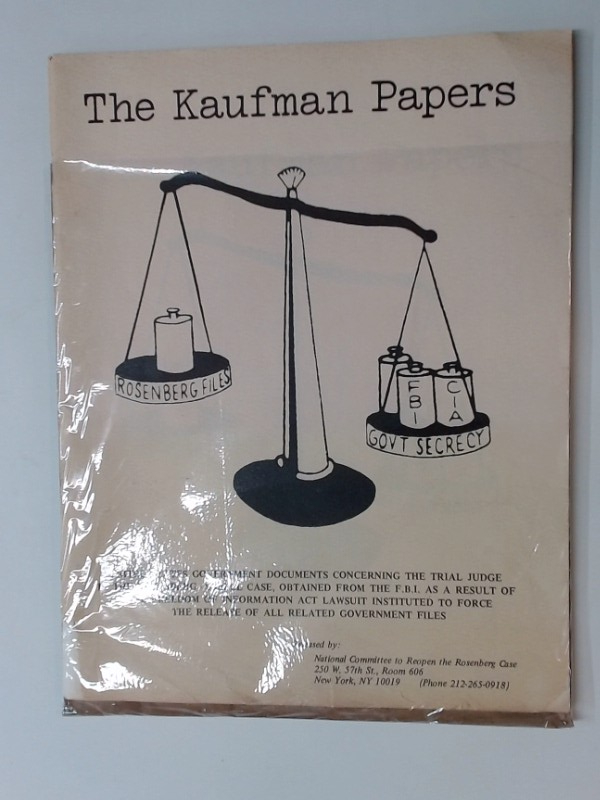 The Kaufman Papers
ROSENBERG FILES
FBI
CIA
GOVT SECRECY
GOVERNMENT DOCUMENTS CONCERNING THE TRIAL JUDGE
CASE, OBTAINED FROM THE F.B.I. AS A RESULT OF
INFORMATION ACT LAWSUIT INSTITUTED TO FORCE
THE RELEASE OF ALL RELATED GOVERNMENT FILES
by:
National Committee to Reopen the Rosenberg Case
250 W. 57th St., Room 606
New York, NY 10019 (Phone 212-265-0918)